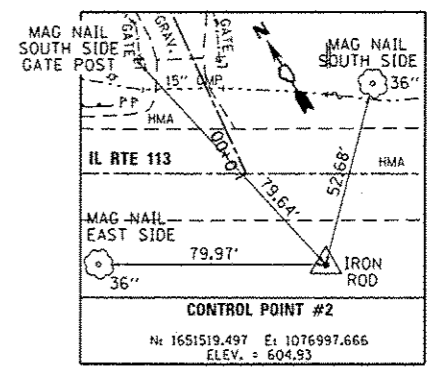 MAG NAIL
SOUTH SIDE
GATE POST
GATE
GRAV.
GATE
N
MAG NAIL
SOUTH SIDE
36"
15" CMP
PP
HMA
IL RTE 113
HMA
0+00
79.64'
52.68'
MAG NAIL
EAST SIDE
79.97'
36"
IRON
ROD
CONTROL POINT #2
N: 1651519.497 E: 1076997.666
ELEV. = 604.93